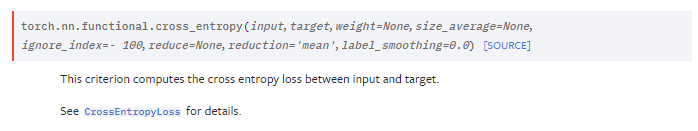 torch.nn.functional.cross_entropy(input, target, weight=None, size_average=None,
ignore_index=- 100, reduce=None, reduction='mean', label_smoothing=0.0) [SOURCE]
This criterion computes the cross entropy loss between input and target.
See CrossEntropyLoss for details.